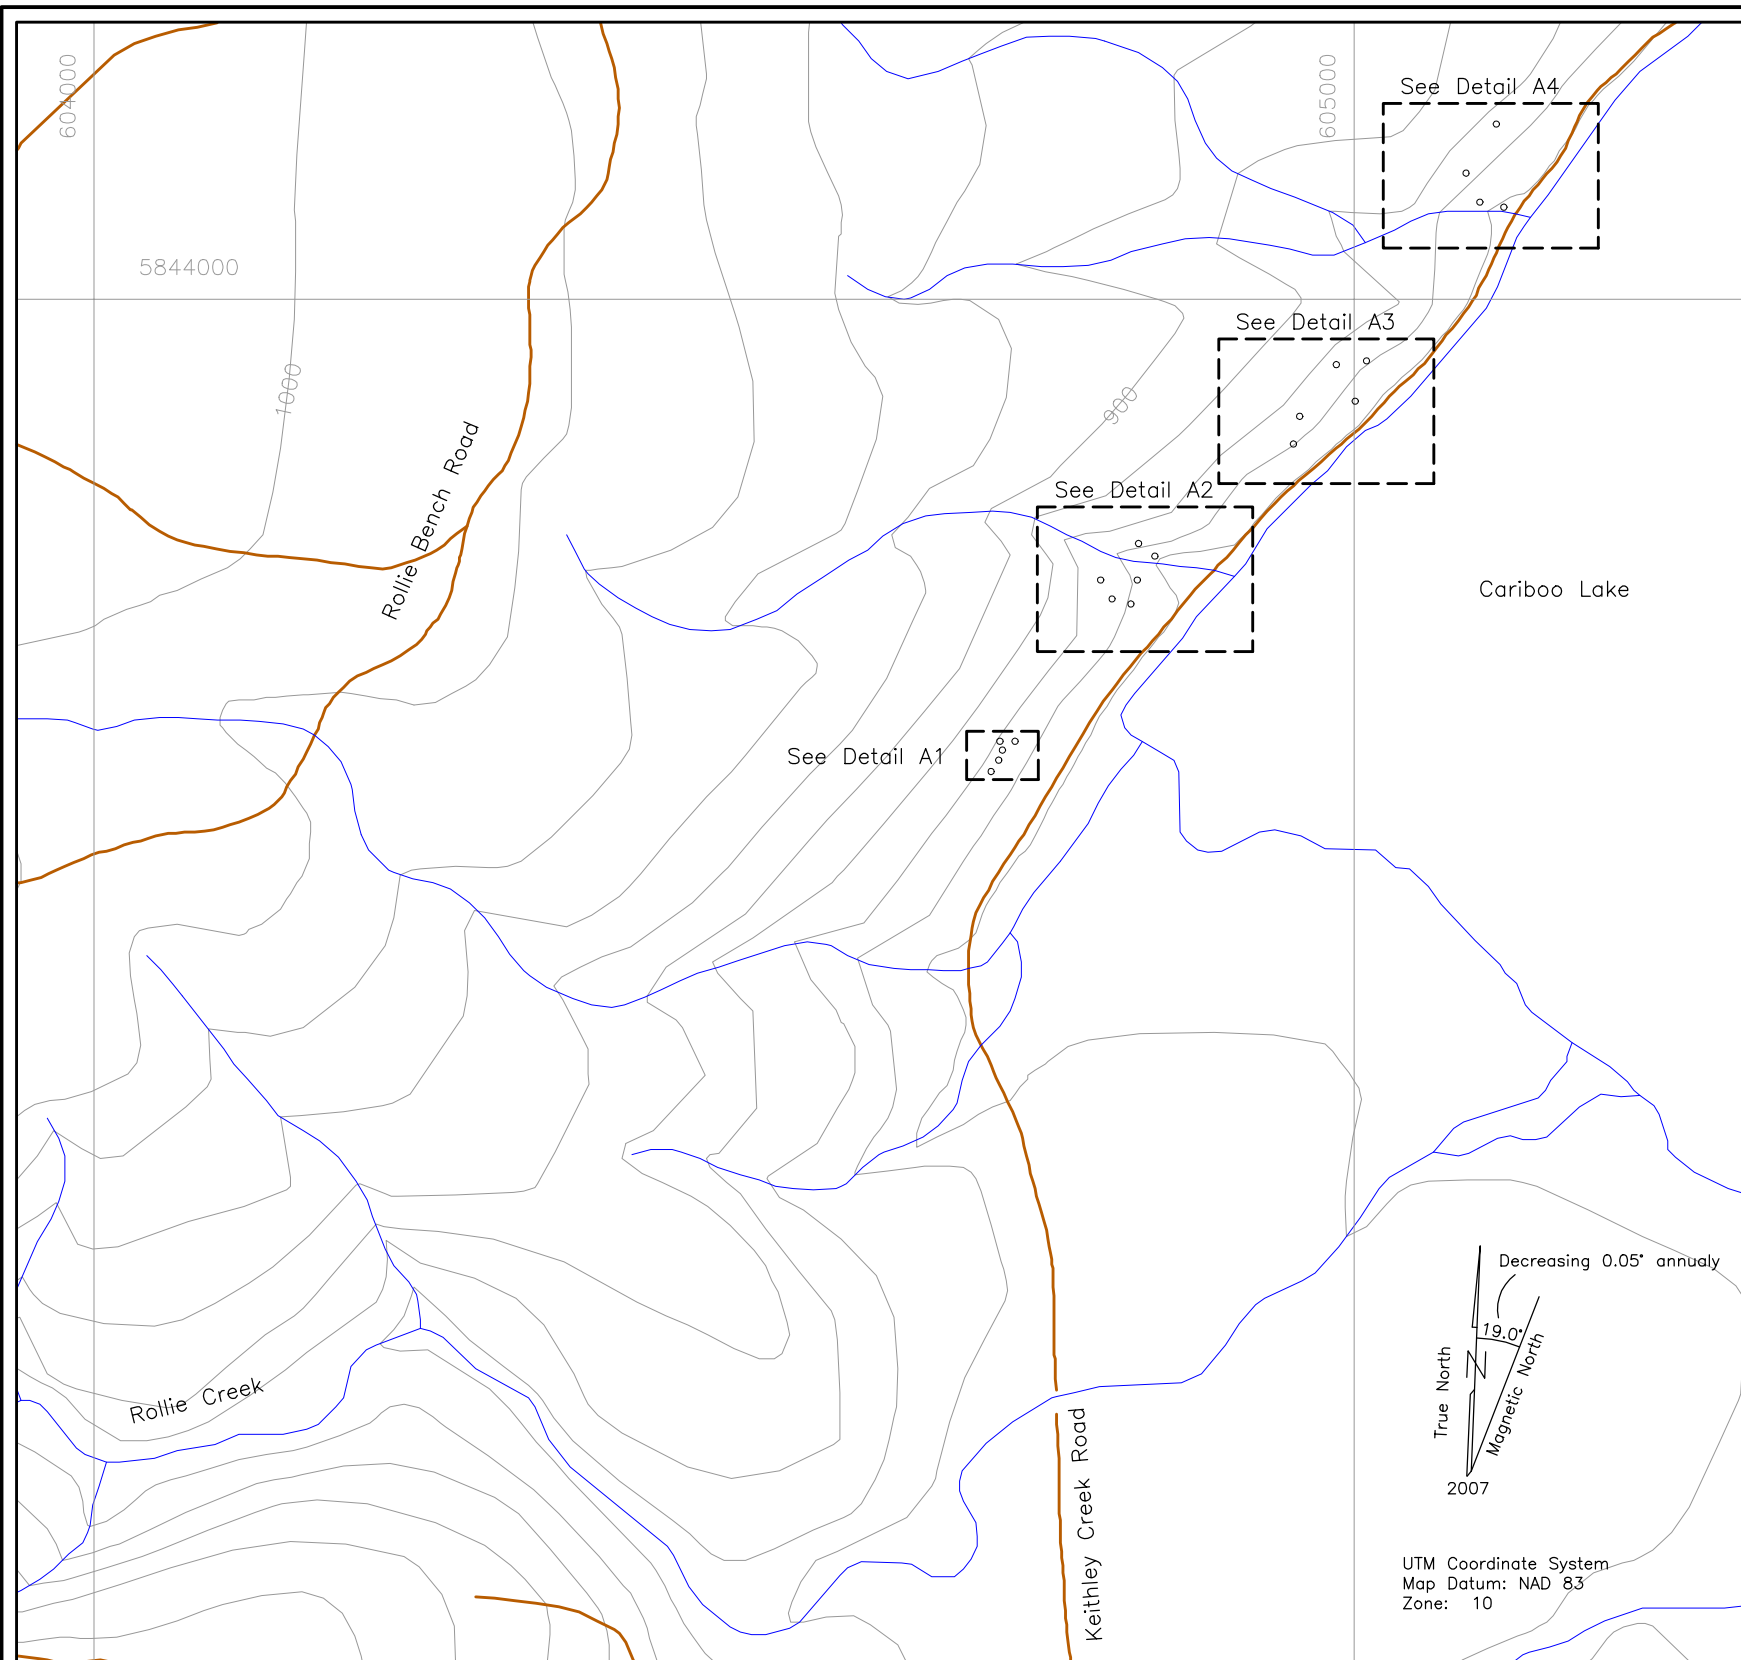 604000
605000
See Detail A4
5844000
See Detail A3
1000
900
Rollie Bench Road
See Detail A2
Cariboo Lake
See Detail A1
Decreasing 0.05° annualy
19.0°
True North
N
Magnetic North
2007
Rollie Creek
Keithley Creek Road
UTM Coordinate System
Map Datum: NAD 83
Zone: 10